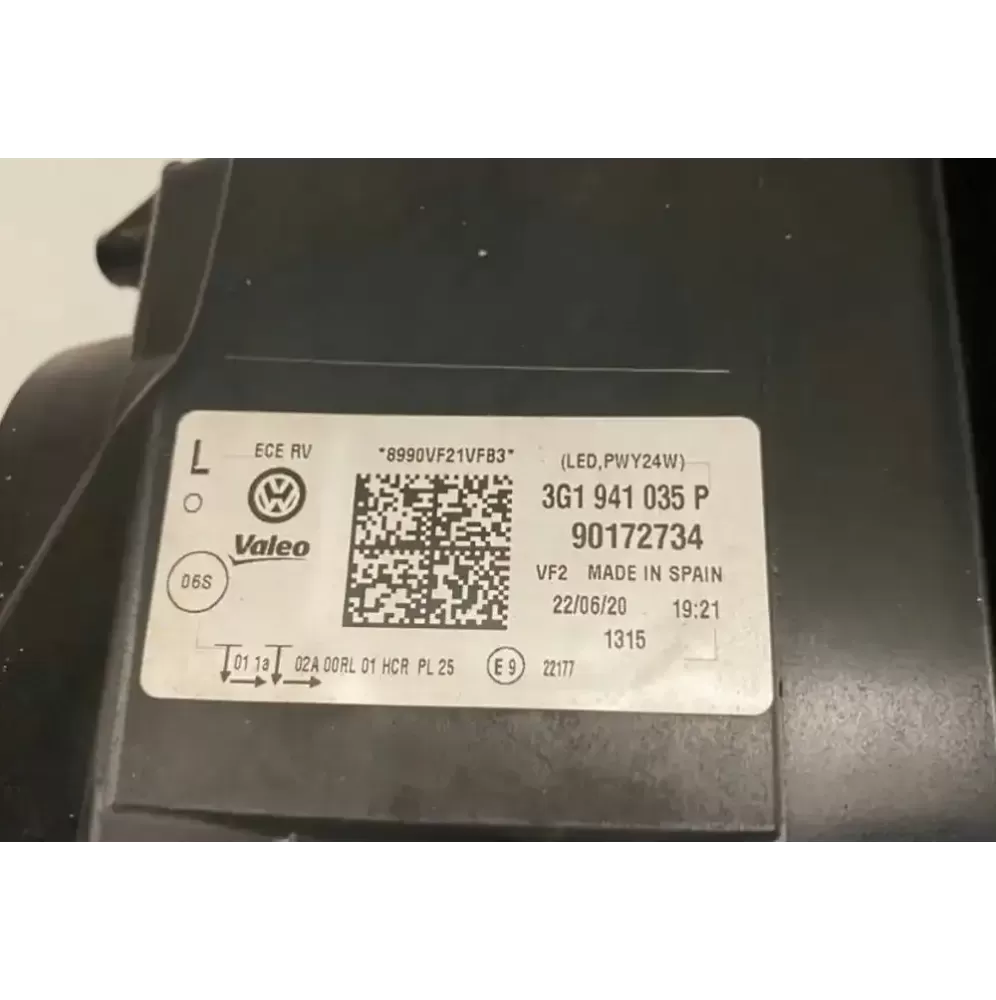 L
ECE RV
*8990VF21VFB3*
(LED,PWY24W)
3G1 941 035 P
Valeo
90172734
06S
VF2 MADE IN SPAIN
22/06/20 19:21
1315
01 1a 02A 00RL 01 HCR PL 25 E9 22177